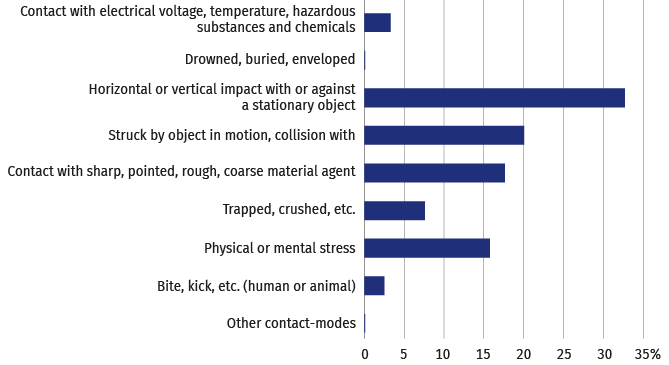 Contact with electrical voltage, temperature, hazardous
substances and chemicals
Drowned, buried, enveloped
Horizontal or vertical impact with or against
a stationary object
Struck by object in motion, collision with
Contact with sharp, pointed, rough, coarse material agent
Trapped, crushed, etc.
Physical or mental stress
Bite, kick, etc. (human or animal)
Other contact-modes
0 5 10 15 20 25 30 35%